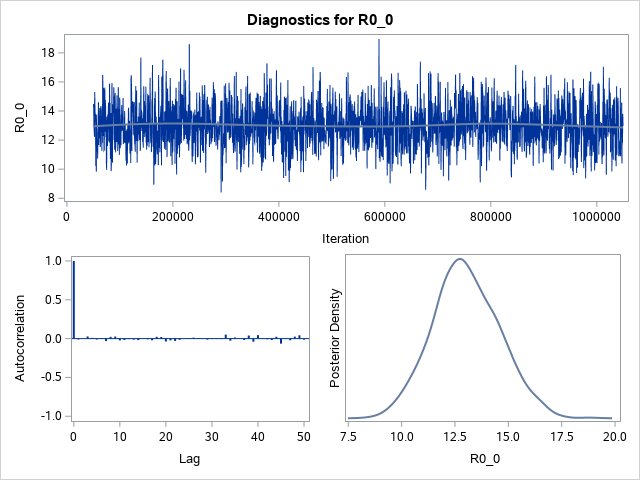 Diagnostics for R0_0
R0_0
18
16
14
12
10
8
0 200000 400000 600000 800000 1000000
Iteration
Autocorrelation
1.0
0.5
0.0
-0.5
-1.0
0 10 20 30 40 50
Lag
Posterior Density
7.5 10.0 12.5 15.0 17.5 20.0
R0_0